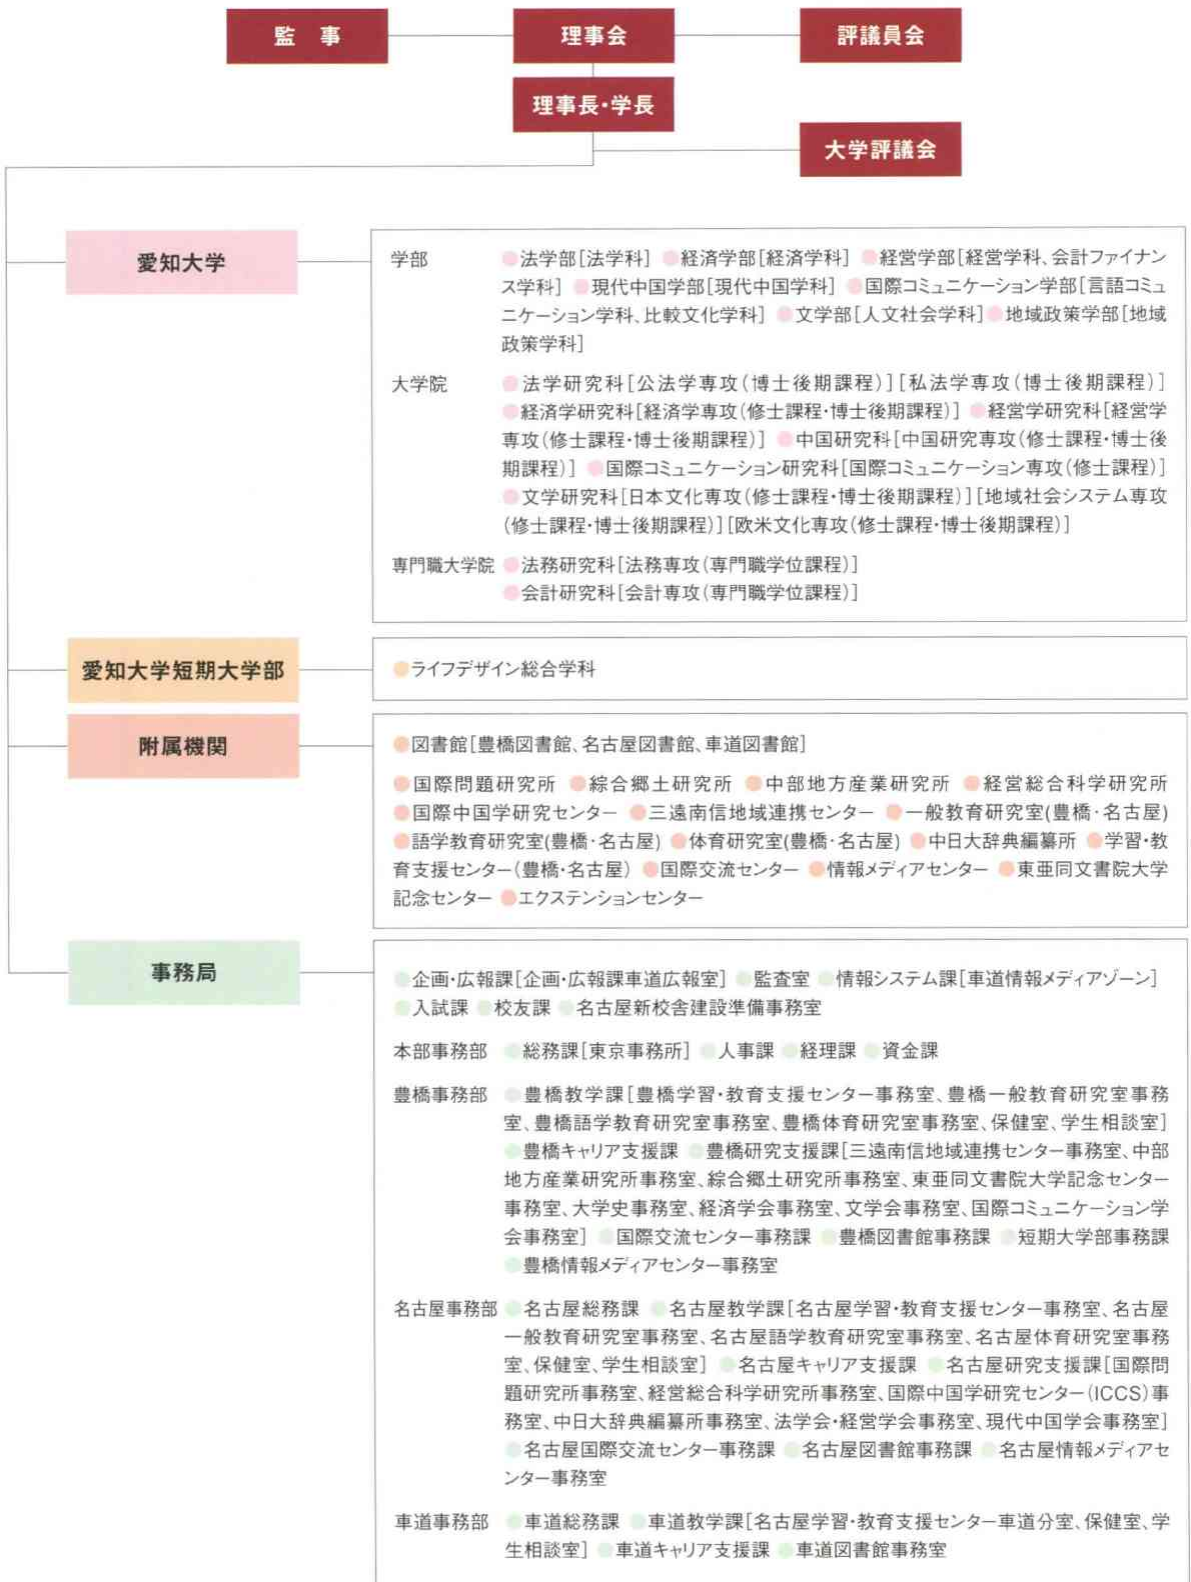 監 事
理事会
評議員会
理事長・学長
大学評議会
愛知大学
学部 ●法学部[法学科] ●経済学部[経済学科] ●経営学部[経営学科、会計ファイナン
ス学科] ●現代中国学部[現代中国学科] ●国際コミュニケーション学部[言語コミュ
ニケーション学科、比較文化学科] ●文学部[人文社会学科] ●地域政策学部[地域
政策学科]
大学院 ●法学研究科[公法学専攻(博士後期課程)][私法学専攻(博士後期課程)]
●経済学研究科[経済学専攻(修士課程・博士後期課程)] ●経営学研究科[経営学
専攻(修士課程・博士後期課程)] ●中国研究科[中国研究専攻(修士課程・博士後
期課程)] ●国際コミュニケーション研究科[国際コミュニケーション専攻(修士課程)]
●文学研究科[日本文化専攻(修士課程・博士後期課程)][地域社会システム専攻
(修士課程・博士後期課程)][欧米文化専攻(修士課程・博士後期課程)]
専門職大学院 ●法務研究科[法務専攻(専門職学位課程)]
●会計研究科[会計専攻(専門職学位課程)]
愛知大学短期大学部
●ライフデザイン総合学科
附属機関
●図書館[豊橋図書館、名古屋図書館、車道図書館]
●国際問題研究所 ●綜合郷土研究所 ●中部地方産業研究所 ●経営総合科学研究所
●国際中国学研究センター ●三遠南信地域連携センター ●一般教育研究室(豊橋・名古屋)
●語学教育研究室(豊橋・名古屋) ●体育研究室(豊橋・名古屋) ●中日大辞典編纂所 ●学習・教
育支援センター(豊橋・名古屋) ●国際交流センター ●情報メディアセンター ●東亜同文書院大学
記念センター ●エクステンションセンター
事務局
●企画・広報課[企画・広報課車道広報室] ●監査室 ●情報システム課[車道情報メディアゾーン]
●入試課 ●校友課 ●名古屋新校舎建設準備事務室
本部事務部 ●総務課[東京事務所] ●人事課 ●経理課 ●資金課
豊橋事務部 ●豊橋教学課[豊橋学習・教育支援センター事務室、豊橋一般教育研究室事務
室、豊橋語学教育研究室事務室、豊橋体育研究室事務室、保健室、学生相談室]
●豊橋キャリア支援課 ●豊橋研究支援課[三遠南信地域連携センター事務室、中部
地方産業研究所事務室、綜合郷土研究所事務室、東亜同文書院大学記念センター
事務室、大学史事務室、経済学会事務室、文学会事務室、国際コミュニケーション学
会事務室] ●国際交流センター事務課 ●豊橋図書館事務課 ●短期大学部事務課
●豊橋情報メディアセンター事務室
名古屋事務部 ●名古屋総務課 ●名古屋教学課[名古屋学習・教育支援センター事務室、名古屋
一般教育研究室事務室、名古屋語学教育研究室事務室、名古屋体育研究室事務
室、保健室、学生相談室] ●名古屋キャリア支援課 ●名古屋研究支援課[国際問
題研究所事務室、経営総合科学研究所事務室、国際中国学研究センター(ICCS)事
務室、中日大辞典編纂所事務室、法学会・経営学会事務室、現代中国学会事務室]
●名古屋国際交流センター事務課 ●名古屋図書館事務課 ●名古屋情報メディアセ
ンター事務室
車道事務部 ●車道総務課 ●車道教学課[名古屋学習・教育支援センター車道分室、保健室、学
生相談室] ●車道キャリア支援課 ●車道図書館事務室